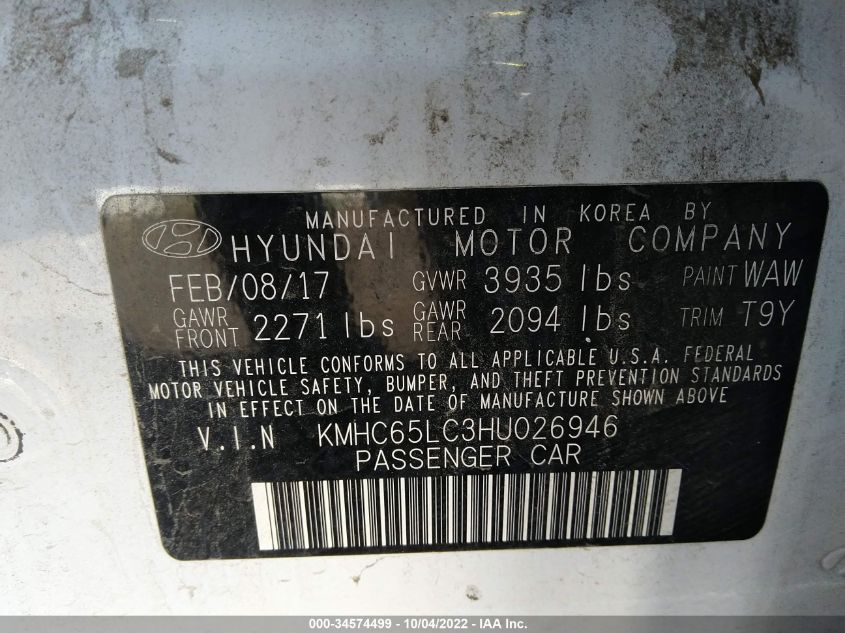 MANUFACTURED IN KOREA BY
HYUNDAI MOTOR COMPANY
FEB/08/17 GVWR 3935 lbs PAINT WAW
GAWR FRONT 2271 lbs GAWR REAR 2094 lbs TRIM T9Y
THIS VEHICLE CONFORMS TO ALL APPLICABLE U.S.A. FEDERAL
MOTOR VEHICLE SAFETY, BUMPER, AND THEFT PREVENTION STANDARDS
IN EFFECT ON THE DATE OF MANUFACTURE SHOWN ABOVE
V.I.N KMHC65LC3HU026946
PASSENGER CAR
000-34574499 - 10/04/2022 - IAA Inc.